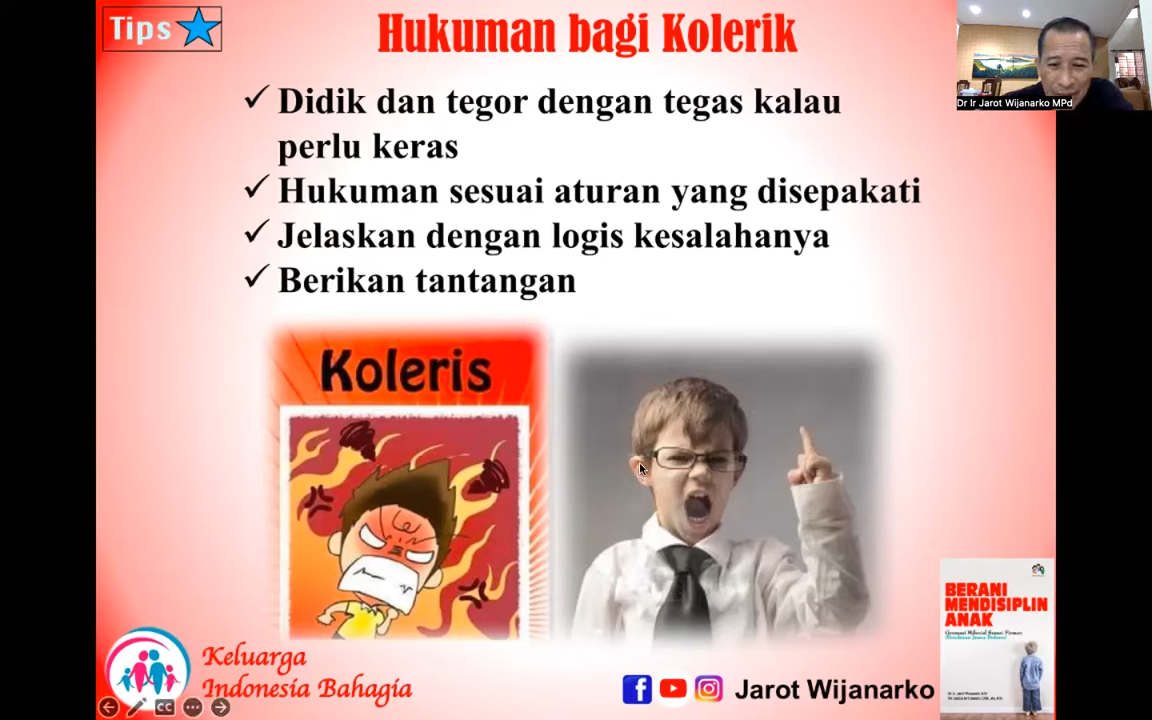 Tips
Hukuman bagi Kolerik
Dr Ir Jarot Wijanarko MPd
✓ Didik dan tegor dengan tegas kalau
perlu keras
✓ Hukuman sesuai aturan yang disepakati
✓ Jelaskan dengan logis kesalahanya
✓ Berikan tantangan
Koleris
BERANI
MENDISIPLIN
ANAK
Keluarga
Indonesia Bahagia
Jarot Wijanarko
CC